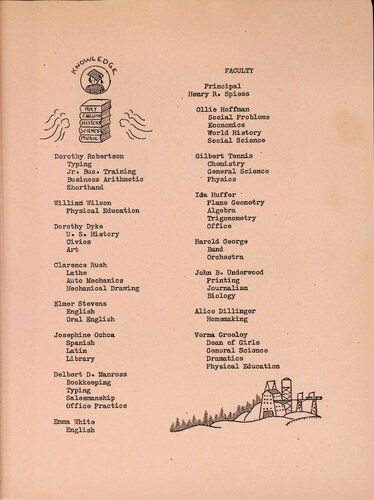 KNOWLEDGE
ART
ENGLISH
HISTORY
SCIENCE
MUSIC
Dorothy Robertson
Typing
Jr. Bus. Training
Business Arithmetic
Shorthand
William Wilson
Physical Education
Dorothy Dyke
U. S. History
Civics
Art
Clarence Rush
Lathe
Auto Mechanics
Mechanical Drawing
Elmer Stevens
English
Oral English
Josephine Ochoa
Spanish
Latin
Library
Delbert D. Manross
Bookkeeping
Typing
Salesmanship
Office Practice
Emma White
English
FACULTY
Principal
Henry R. Spiess
Ollie Hoffman
Social Problems
Economics
World History
Social Science
Gilbert Tennis
Chemistry
General Science
Physics
Ida Huffer
Plane Geometry
Algebra
Trigonometry
Office
Harold George
Band
Orchestra
John B. Underwood
Printing
Journalism
Biology
Alice Dillinger
Homemaking
Verna Greeley
Dean of Girls
General Science
Dramatics
Physical Education